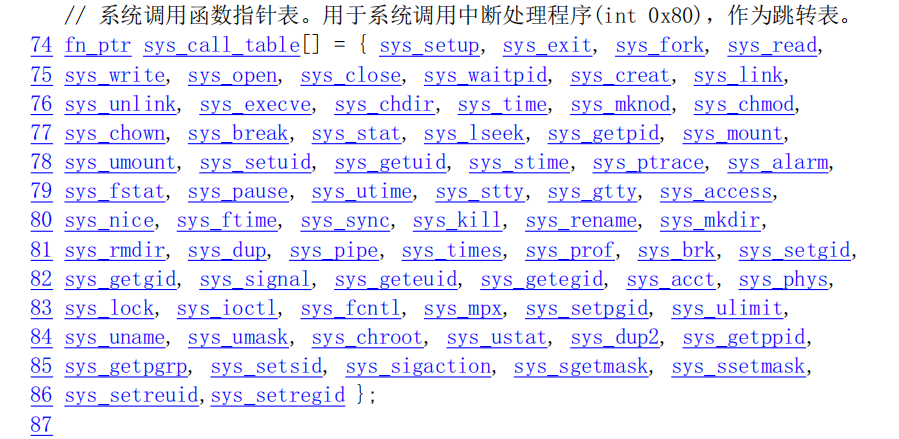 // 系统调用函数指针表。用于系统调用中断处理程序(int 0x80)，作为跳转表。
74 fn_ptr sys_call_table[] = { sys_setup, sys_exit, sys_fork, sys_read,
75 sys_write, sys_open, sys_close, sys_waitpid, sys_creat, sys_link,
76 sys_unlink, sys_execve, sys_chdir, sys_time, sys_mknod, sys_chmod,
77 sys_chown, sys_break, sys_stat, sys_lseek, sys_getpid, sys_mount,
78 sys_umount, sys_setuid, sys_getuid, sys_stime, sys_ptrace, sys_alarm,
79 sys_fstat, sys_pause, sys_utime, sys_stty, sys_gtty, sys_access,
80 sys_nice, sys_ftime, sys_sync, sys_kill, sys_rename, sys_mkdir,
81 sys_rmdir, sys_dup, sys_pipe, sys_times, sys_prof, sys_brk, sys_setgid,
82 sys_getgid, sys_signal, sys_geteuid, sys_getegid, sys_acct, sys_phys,
83 sys_lock, sys_ioctl, sys_fcntl, sys_mpx, sys_setpgid, sys_ulimit,
84 sys_uname, sys_umask, sys_chroot, sys_ustat, sys_dup2, sys_getppid,
85 sys_getpgrp, sys_setsid, sys_sigaction, sys_sgetmask, sys_ssetmask,
86 sys_setreuid,sys_setregid };
87